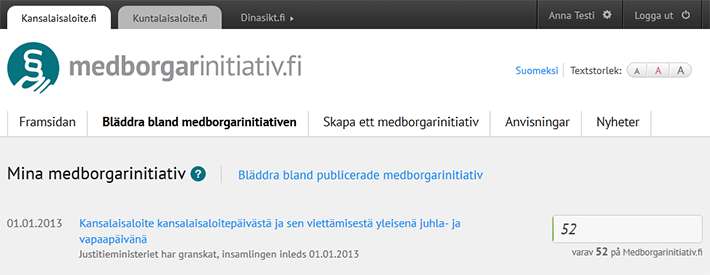 Kansalaisaloite.fi Kuntalaisaloite.fi Dinasikt.fi Anna Testi Logga ut
§ medborgarinitiativ.fi
Suomeksi Textstorlek: A A A
Framsidan Bläddra bland medborgarinitiativen Skapa ett medborgarinitiativ Anvisningar Nyheter
Mina medborgarinitiativ ? Bläddra bland publicerade medborgarinitiativ
01.01.2013 Kansalaisaloite kansalaisaloitepäivästä ja sen viettämisestä yleisenä juhla- ja 52
vapaapäivänä
Justitieministeriet har granskat, insamlingen inleds 01.01.2013 varav 52 på Medborgarinitiativ.fi